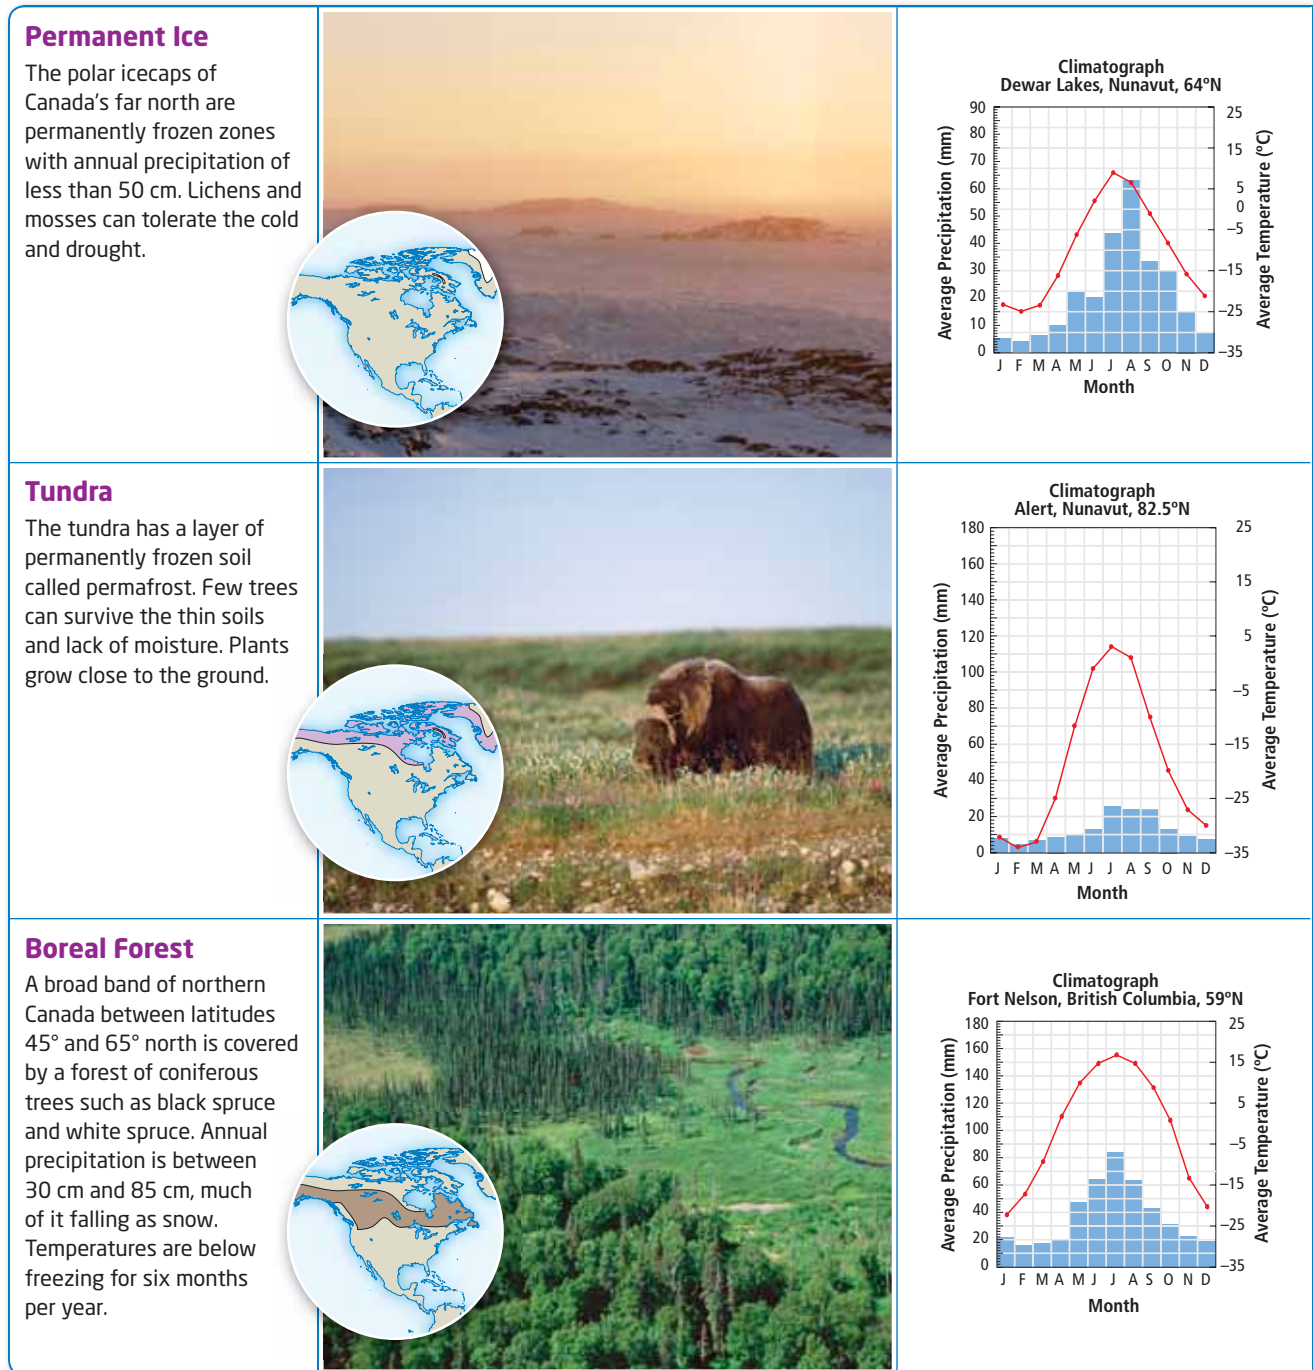 Permanent Ice
The polar icecaps of
Canada's far north are
permanently frozen zones
with annual precipitation of
less than 50 cm. Lichens and
mosses can tolerate the cold
and drought.
Climatograph
Dewar Lakes, Nunavut, 64ºN
Average Precipitation (mm)
90
80
70
60
50
40
30
20
10
0
25
15
5
0
–5
–15
–25
–35
Average Temperature (ºC)
J F M A M J J A S O N D
Month
Tundra
The tundra has a layer of
permanently frozen soil
called permafrost. Few trees
can survive the thin soils
and lack of moisture. Plants
grow close to the ground.
Climatograph
Alert, Nunavut, 82.5ºN
Average Precipitation (mm)
180
160
140
120
100
80
60
40
20
0
25
15
5
–5
–15
–25
–35
Average Temperature (ºC)
J F M A M J J A S O N D
Month
Boreal Forest
A broad band of northern
Canada between latitudes
45° and 65° north is covered
by a forest of coniferous
trees such as black spruce
and white spruce. Annual
precipitation is between
30 cm and 85 cm, much
of it falling as snow.
Temperatures are below
freezing for six months
per year.
Climatograph
Fort Nelson, British Columbia, 59ºN
Average Precipitation (mm)
180
160
140
120
100
80
60
40
20
0
25
15
5
–5
–15
–25
–35
Average Temperature (ºC)
J F M A M J J A S O N D
Month